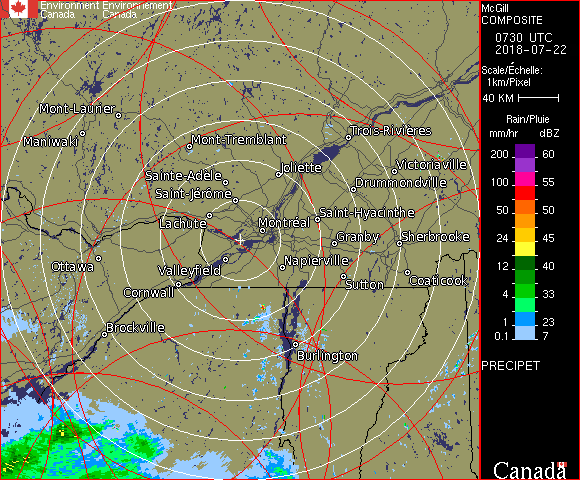 Environment Environnement
Canada Canada
McGill
COMPOSITE
0730 UTC
2018-07-22
Scale/Échelle:
1km/Pixel
40 KM
Rain/Pluie
mm/hr dBZ
200 60
150 57
100 55
50 50
24 45
12 40
4 33
1 23
0.1 7
PRECIPET
Canada
Mont-Laurier
Maniwaki
Mont-Tremblant
Trois-Rivières
Joliette
Victoriaville
Sainte-Adèle
Drummondville
Saint-Jérôme
Lachute
Saint-Hyacinthe
Montréal
Granby
Sherbrooke
Ottawa
Valleyfield
Napierville
Cornwall
Sutton
Coaticook
Brockville
Burlington